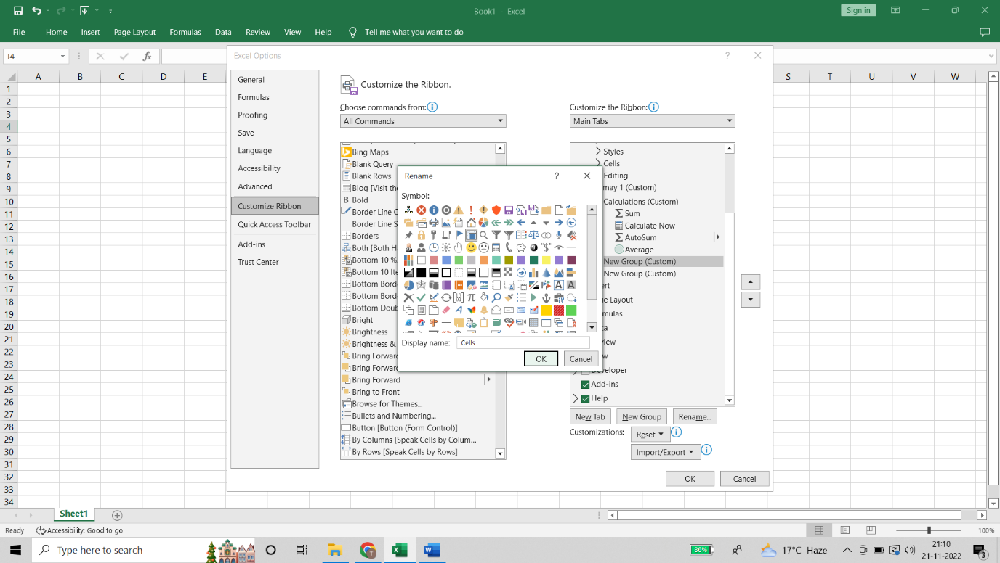 Book1 - Excel
Sign in
File Home Insert Page Layout Formulas Data Review View Help Tell me what you want to do
J4
fx
Excel Options
?
A B C D E
S T U V W
1
2
3
4
5
6
7
8
9
10
11
12
13
14
15
16
17
18
19
20
21
22
23
24
25
26
27
28
29
30
31
32
33
34
General
Formulas
Proofing
Save
Language
Accessibility
Advanced
Customize Ribbon
Quick Access Toolbar
Add-ins
Trust Center
Customize the Ribbon.
Choose commands from:
All Commands
Bing Maps
Blank Query
Blank Rows
Blog [Visit the
B Bold
Border Line C
Border Line S
Borders
Both [Both H
Bottom 10 %
Bottom 10 Ite
Bottom Bord
Bottom Bord
Bottom Doub
Bright
Brightness
Brightness &
Bring Forward
Bring Forward
Bring Forward
Bring to Front
Browse for Themes...
Bullets and Numbering...
Button [Button (Form Control)]
By Columns [Speak Cells by Colum...
By Rows [Speak Cells by Rows]
Rename
?
Symbol:
Display name: Cells
OK Cancel
Customize the Ribbon:
Main Tabs
Styles
Cells
Editing
may 1 (Custom)
Calculations (Custom)
Sum
Calculate Now
AutoSum
Average
New Group (Custom)
New Group (Custom)
ert
e Layout
mulas
ta
view
w
veloper
Add-ins
Help
New Tab New Group Rename...
Customizations: Reset
Import/Export
OK Cancel
Sheet1
Ready Accessibility: Good to go
100%
Type here to search
86%
17°C Haze
21:10
21-11-2022
3